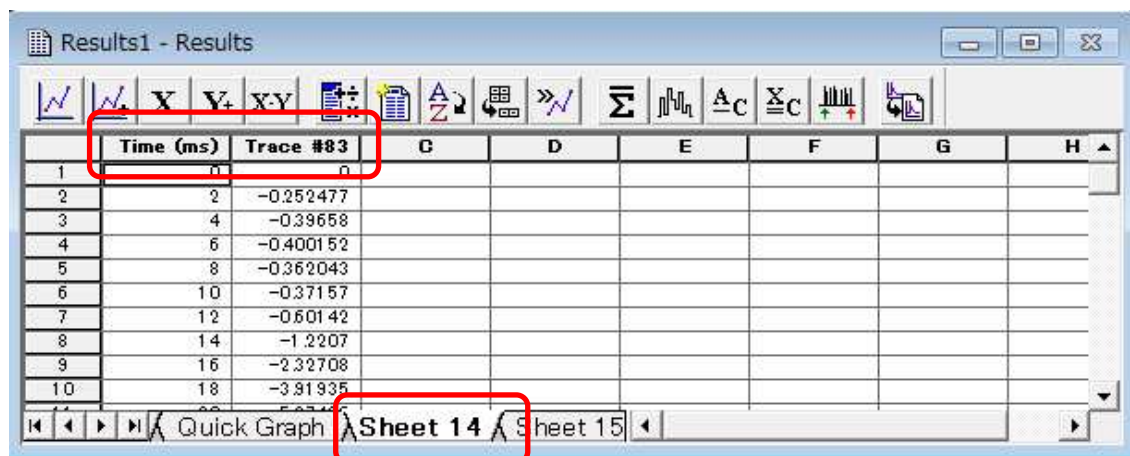 Results1 - Results
X Y+ X-Y A Z Σ A C X C
Time (ms) Trace #83 C D E F G H
1 0 0
2 2 -0.252477
3 4 -0.39658
4 6 -0.400152
5 8 -0.362043
6 10 -0.37157
7 12 -0.60142
8 14 -1.2207
9 16 -2.32708
10 18 -3.91935
Quick Graph Sheet 14 Sheet 15